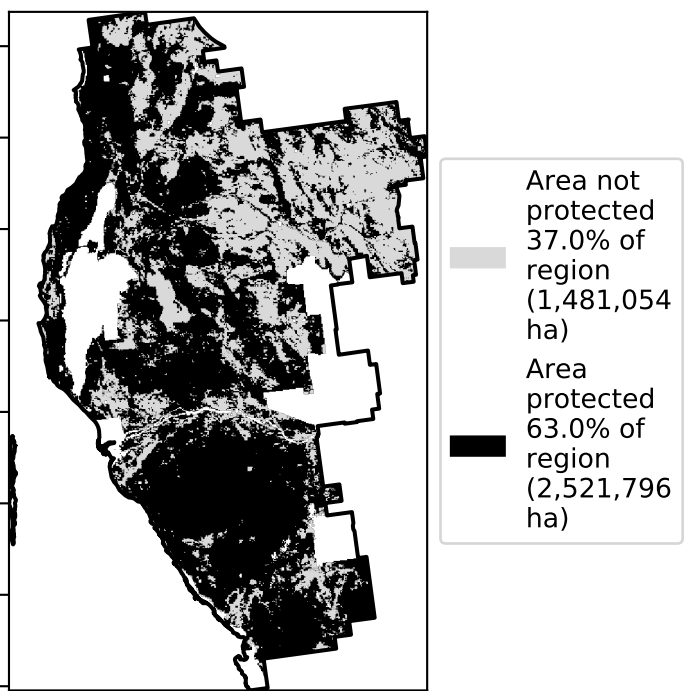 Area not
protected
37.0% of
region
(1,481,054
ha)
Area
protected
63.0% of
region
(2,521,796
ha)